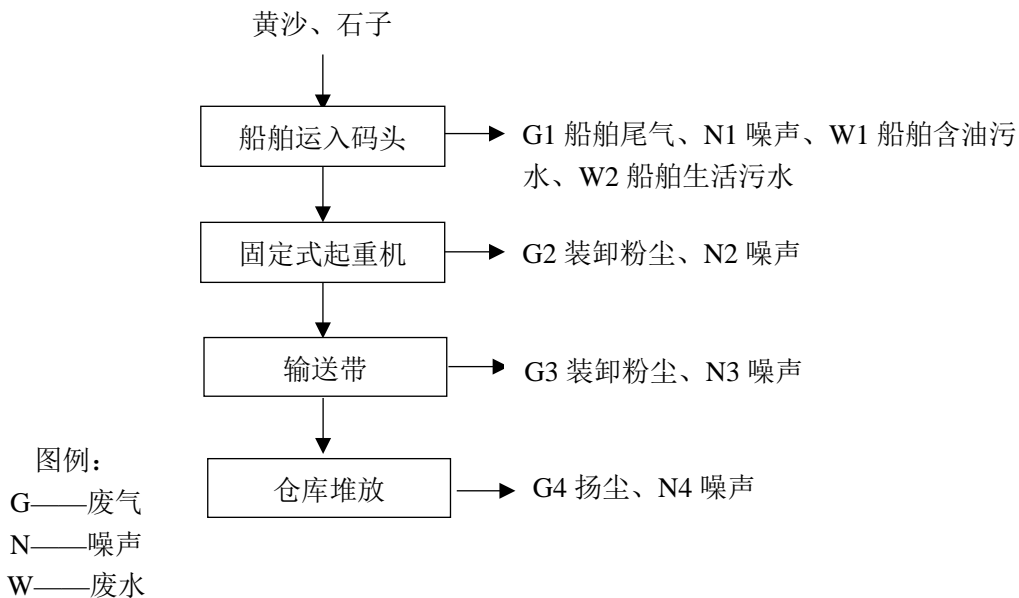 黄沙、石子
船舶运入码头
G1 船舶尾气、N1 噪声、W1 船舶含油污
水、W2 船舶生活污水
固定式起重机
G2 装卸粉尘、N2 噪声
输送带
G3 装卸粉尘、N3 噪声
仓库堆放
G4 扬尘、N4 噪声
图例：
G——废气
N——噪声
W——废水